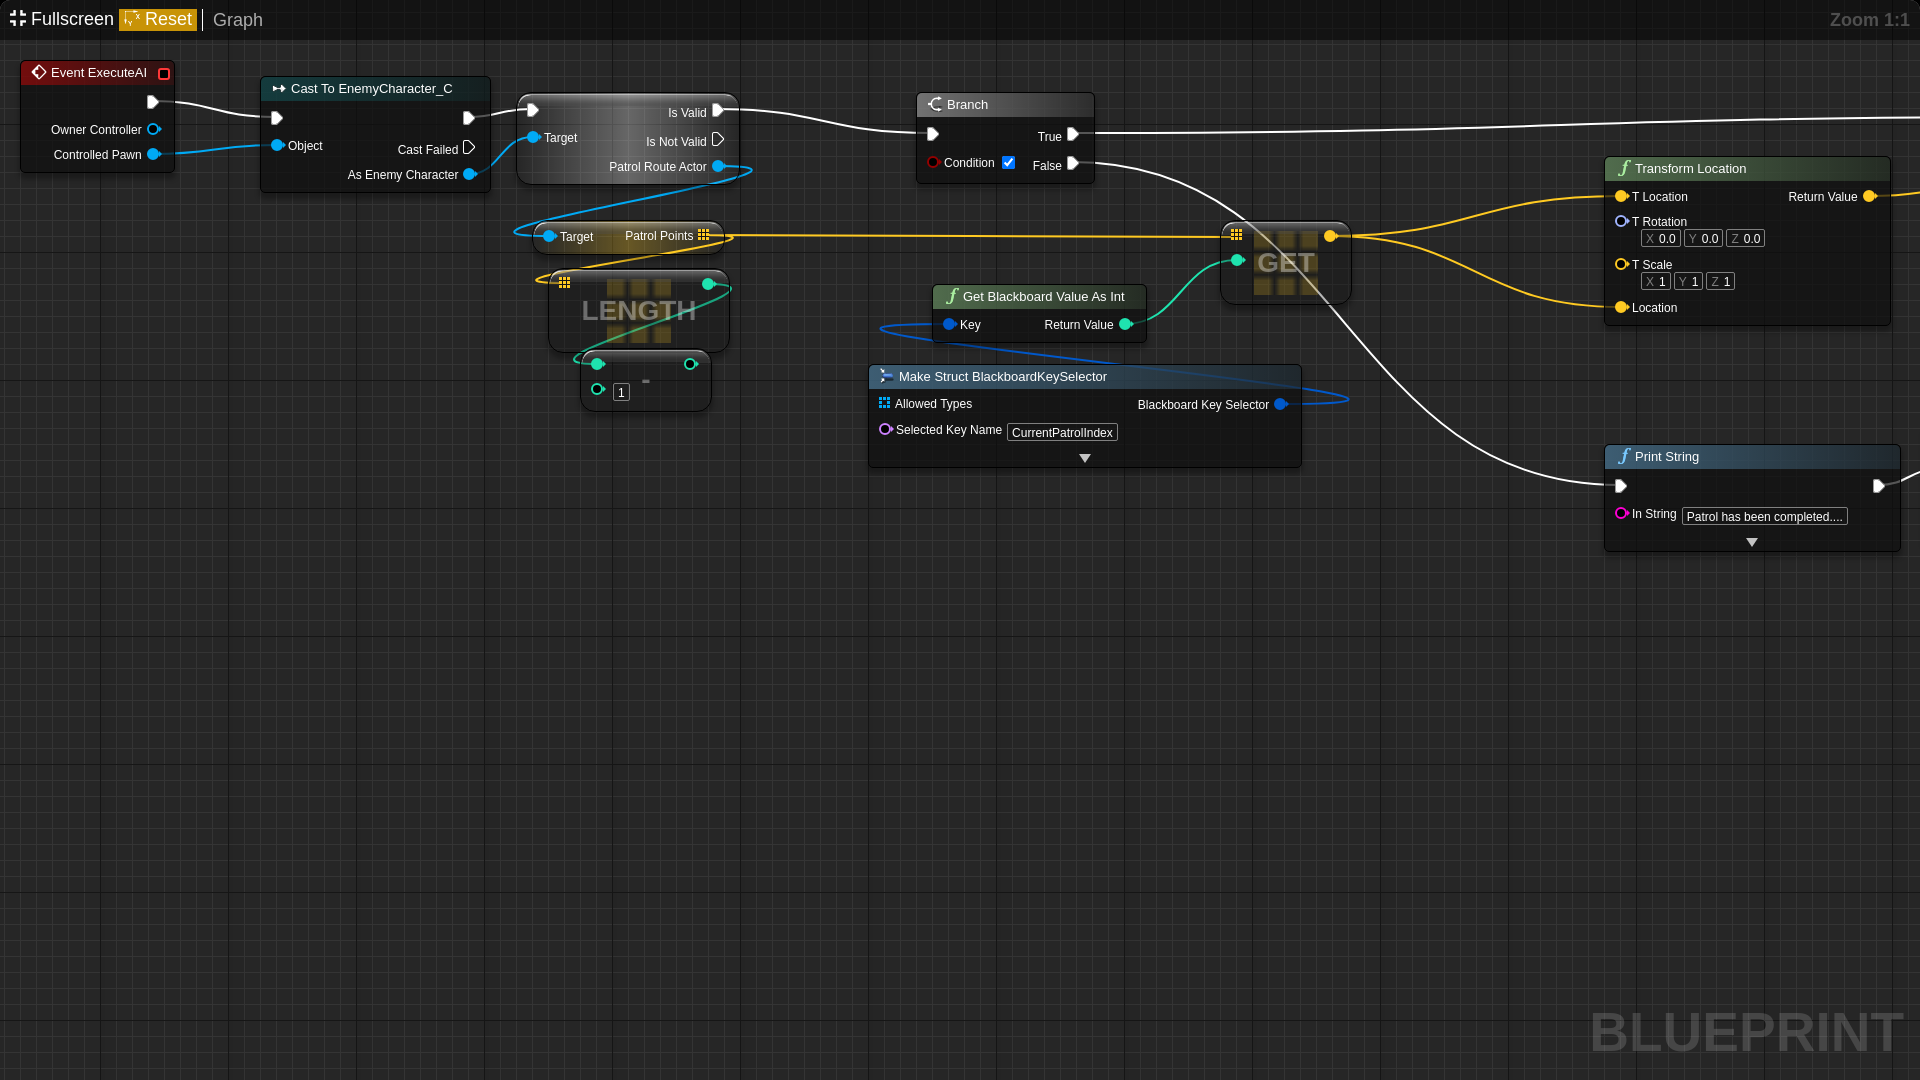 Fullscreen Reset Graph Zoom 1:1
Event ExecuteAI
Owner Controller
Controlled Pawn
Cast To EnemyCharacter_C
Object
Cast Failed
As Enemy Character
Is Valid
Target
Is Not Valid
Patrol Route Actor
Target Patrol Points
LENGTH
-
1
Branch
True
Condition
False
GET
Get Blackboard Value As Int
Key Return Value
Make Struct BlackboardKeySelector
Allowed Types Blackboard Key Selector
Selected Key Name CurrentPatrolIndex
Transform Location
T Location Return Value
T Rotation
X 0.0 Y 0.0 Z 0.0
T Scale
X 1 Y 1 Z 1
Location
Print String
In String Patrol has been completed....
BLUEPRINT